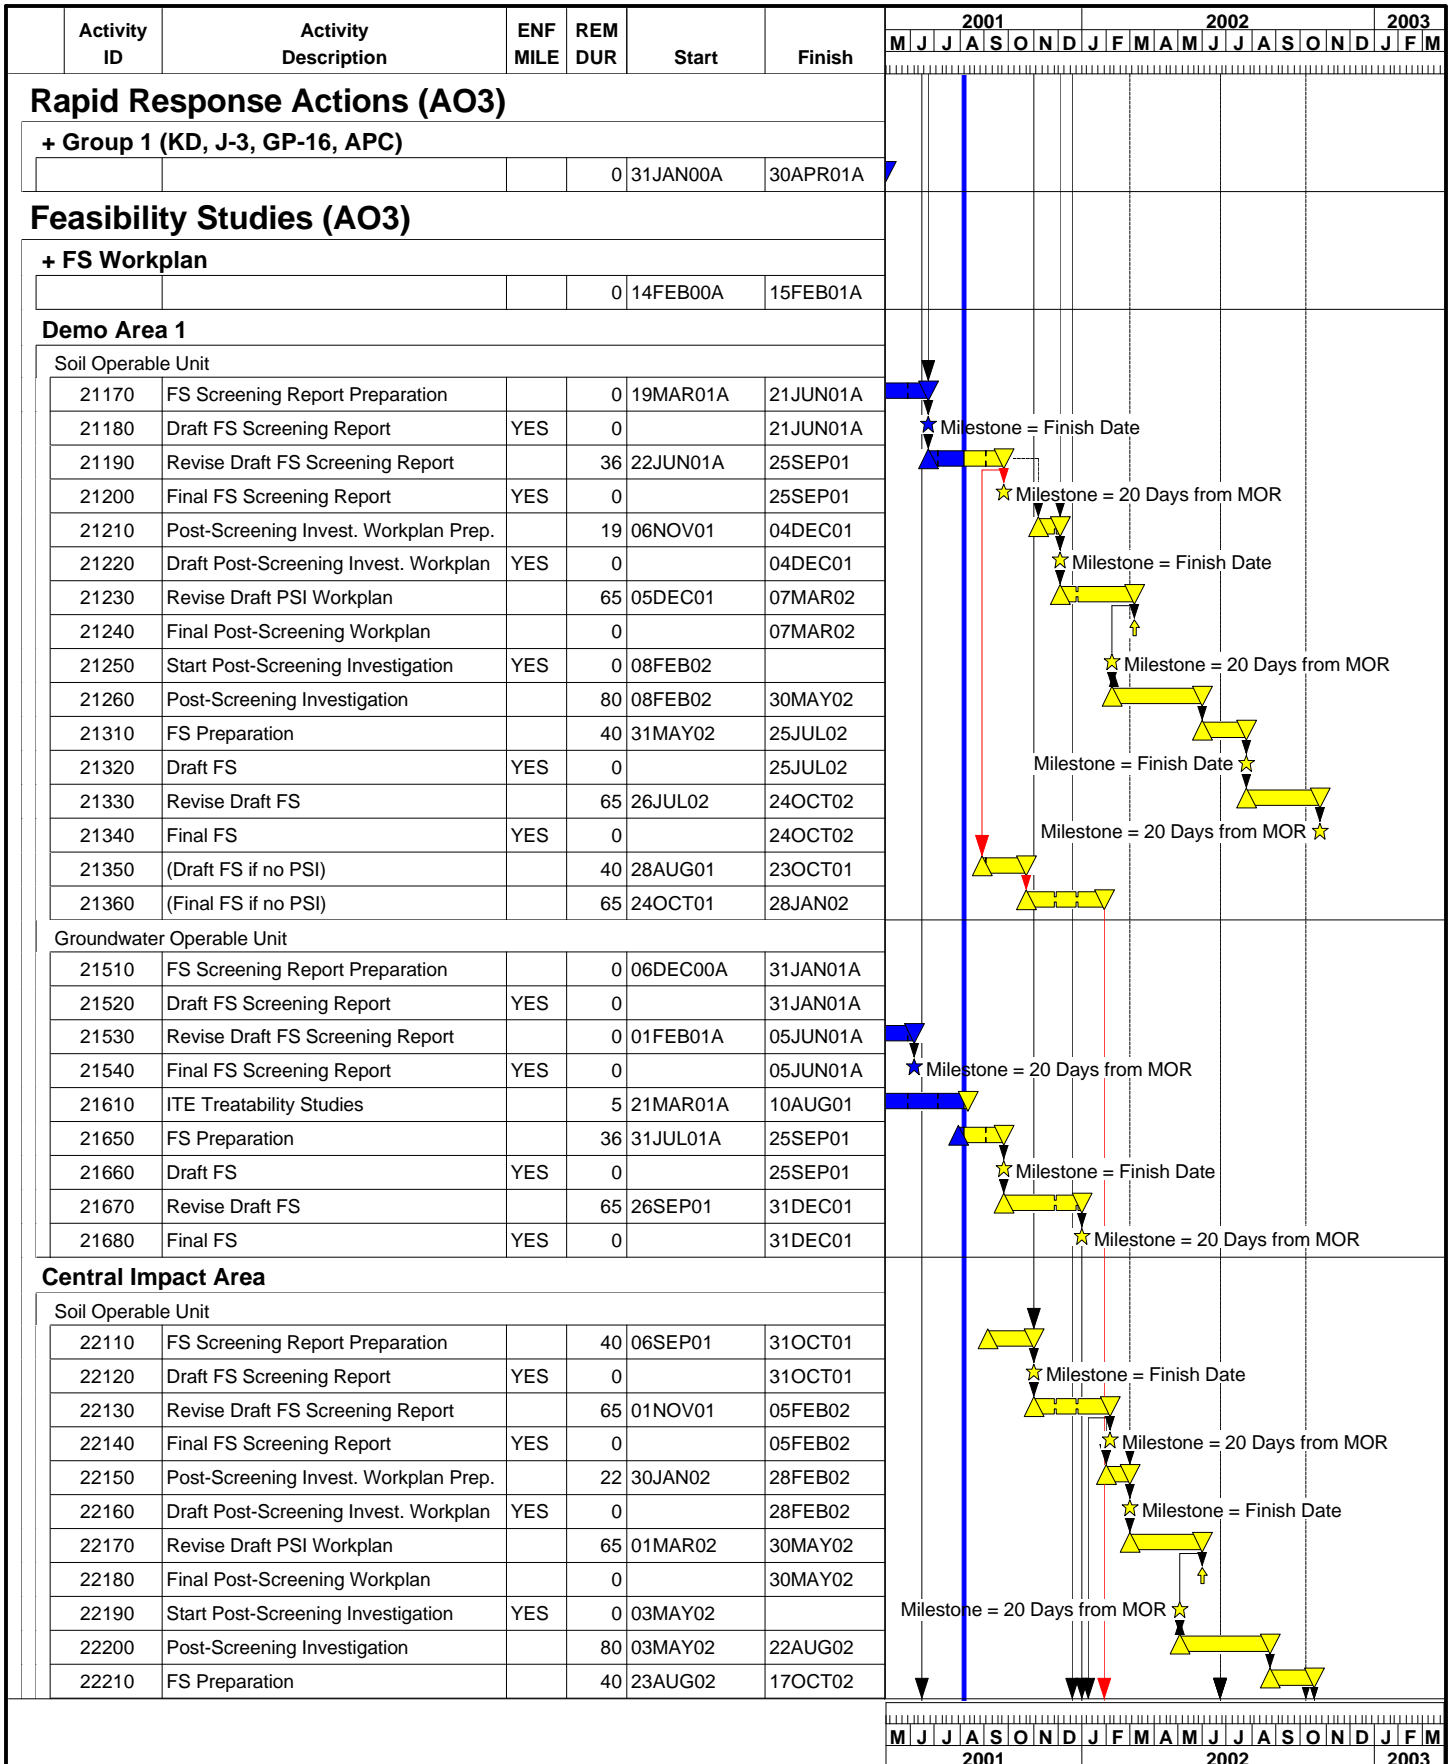 Activity ID Activity Description ENF MILE REM DUR Start Finish 2001 2002 2003
M J J A S O N D J F M A M J J A S O N D J F M
Rapid Response Actions (AO3)
+ Group 1 (KD, J-3, GP-16, APC)
0 31JAN00A 30APR01A
Feasibility Studies (AO3)
+ FS Workplan
0 14FEB00A 15FEB01A
Demo Area 1
Soil Operable Unit
21170 FS Screening Report Preparation 0 19MAR01A 21JUN01A
21180 Draft FS Screening Report YES 0 21JUN01A Milestone = Finish Date
21190 Revise Draft FS Screening Report 36 22JUN01A 25SEP01
21200 Final FS Screening Report YES 0 25SEP01 Milestone = 20 Days from MOR
21210 Post-Screening Invest. Workplan Prep. 19 06NOV01 04DEC01
21220 Draft Post-Screening Invest. Workplan YES 0 04DEC01 Milestone = Finish Date
21230 Revise Draft PSI Workplan 65 05DEC01 07MAR02
21240 Final Post-Screening Workplan 0 07MAR02
21250 Start Post-Screening Investigation YES 0 08FEB02 Milestone = 20 Days from MOR
21260 Post-Screening Investigation 80 08FEB02 30MAY02
21310 FS Preparation 40 31MAY02 25JUL02
21320 Draft FS YES 0 25JUL02 Milestone = Finish Date
21330 Revise Draft FS 65 26JUL02 24OCT02
21340 Final FS YES 0 24OCT02 Milestone = 20 Days from MOR
21350 (Draft FS if no PSI) 40 28AUG01 23OCT01
21360 (Final FS if no PSI) 65 24OCT01 28JAN02
Groundwater Operable Unit
21510 FS Screening Report Preparation 0 06DEC00A 31JAN01A
21520 Draft FS Screening Report YES 0 31JAN01A
21530 Revise Draft FS Screening Report 0 01FEB01A 05JUN01A
21540 Final FS Screening Report YES 0 05JUN01A Milestone = 20 Days from MOR
21610 ITE Treatability Studies 5 21MAR01A 10AUG01
21650 FS Preparation 36 31JUL01A 25SEP01
21660 Draft FS YES 0 25SEP01 Milestone = Finish Date
21670 Revise Draft FS 65 26SEP01 31DEC01
21680 Final FS YES 0 31DEC01 Milestone = 20 Days from MOR
Central Impact Area
Soil Operable Unit
22110 FS Screening Report Preparation 40 06SEP01 31OCT01
22120 Draft FS Screening Report YES 0 31OCT01 Milestone = Finish Date
22130 Revise Draft FS Screening Report 65 01NOV01 05FEB02
22140 Final FS Screening Report YES 0 05FEB02 Milestone = 20 Days from MOR
22150 Post-Screening Invest. Workplan Prep. 22 30JAN02 28FEB02
22160 Draft Post-Screening Invest. Workplan YES 0 28FEB02 Milestone = Finish Date
22170 Revise Draft PSI Workplan 65 01MAR02 30MAY02
22180 Final Post-Screening Workplan 0 30MAY02
22190 Start Post-Screening Investigation YES 0 03MAY02 Milestone = 20 Days from MOR
22200 Post-Screening Investigation 80 03MAY02 22AUG02
22210 FS Preparation 40 23AUG02 17OCT02
M J J A S O N D J F M A M J J A S O N D J F M
2001 2002 2003